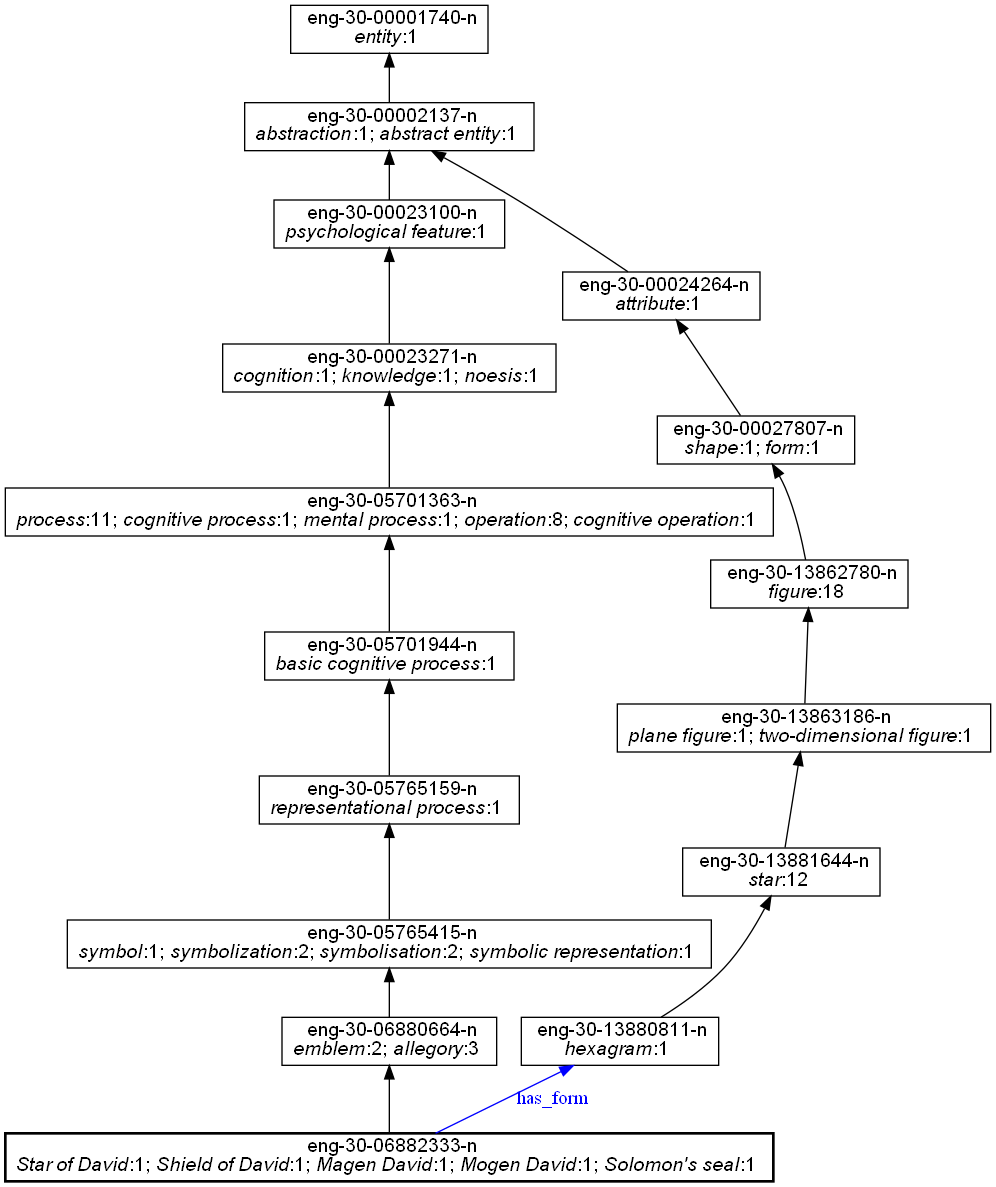 eng-30-00001740-n
entity:1
eng-30-00002137-n
abstraction:1; abstract entity:1
eng-30-00023100-n
psychological feature:1
eng-30-00024264-n
attribute:1
eng-30-00023271-n
cognition:1; knowledge:1; noesis:1
eng-30-00027807-n
shape:1; form:1
eng-30-05701363-n
process:11; cognitive process:1; mental process:1; operation:8; cognitive operation:1
eng-30-13862780-n
figure:18
eng-30-05701944-n
basic cognitive process:1
eng-30-13863186-n
plane figure:1; two-dimensional figure:1
eng-30-05765159-n
representational process:1
eng-30-13881644-n
star:12
eng-30-05765415-n
symbol:1; symbolization:2; symbolisation:2; symbolic representation:1
eng-30-06880664-n
emblem:2; allegory:3
eng-30-13880811-n
hexagram:1
has_form
eng-30-06882333-n
Star of David:1; Shield of David:1; Magen David:1; Mogen David:1; Solomon's seal:1